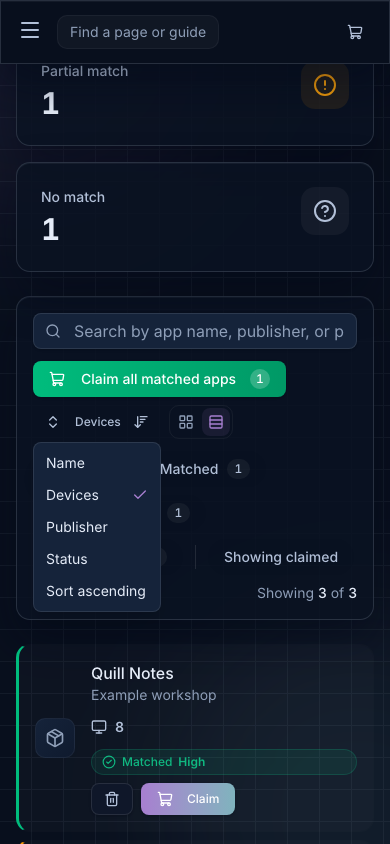 Find a page or guide
Partial match
1
No match
1
Search by app name, publisher, or p
Claim all matched apps 1
Devices
Name
Devices
Publisher
Status
Sort ascending
Matched 1
1
Showing claimed
Showing 3 of 3
Quill Notes
Example workshop
8
Matched High
Claim